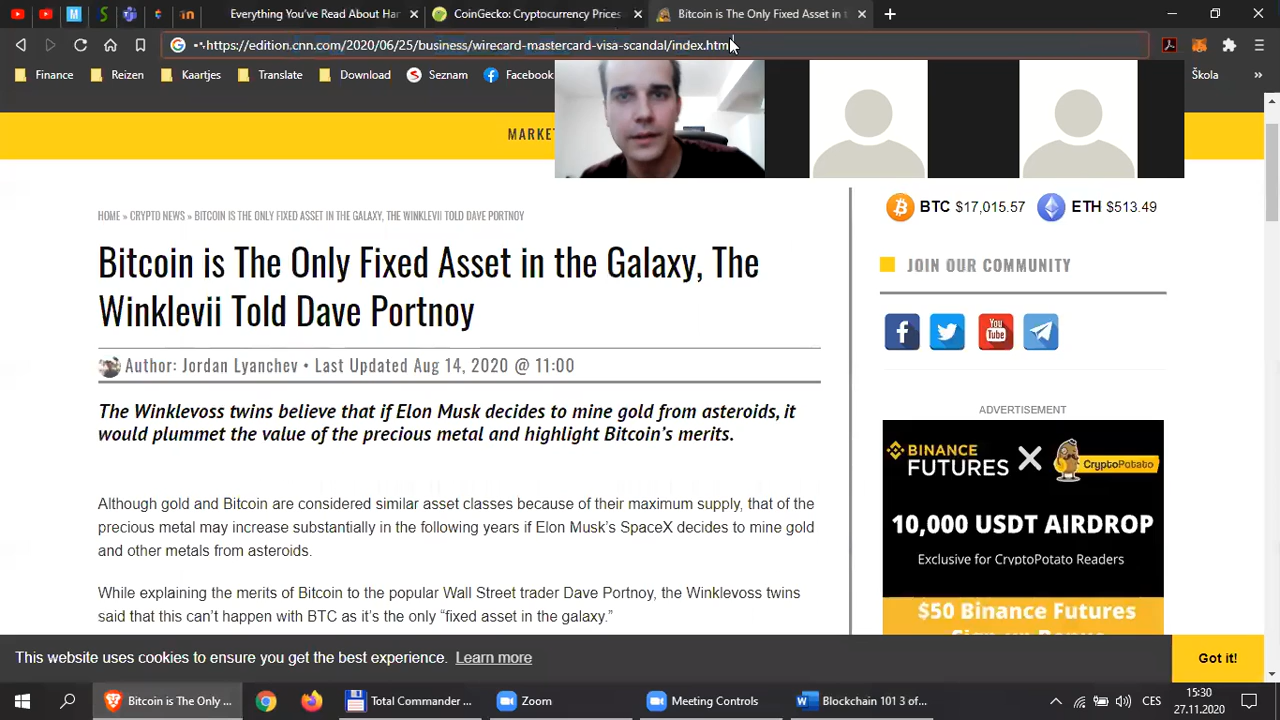 Everything You've Read About Har
CoinGecko: Cryptocurrency Prices
Bitcoin is The Only Fixed Asset in t
https://edition.cnn.com/2020/06/25/business/wirecard-mastercard-visa-scandal/index.htm
Finance
Reizen
Kaartjes
Translate
Download
Seznam
Facebook
Škola
»
MARKET
HOME » CRYPTO NEWS » BITCOIN IS THE ONLY FIXED ASSET IN THE GALAXY, THE WINKLEVII TOLD DAVE PORTNOY
Bitcoin is The Only Fixed Asset in the Galaxy, The
Winklevii Told Dave Portnoy
Author: Jordan Lyanchev • Last Updated Aug 14, 2020 @ 11:00
The Winklevoss twins believe that if Elon Musk decides to mine gold from asteroids, it
would plummet the value of the precious metal and highlight Bitcoin's merits.
Although gold and Bitcoin are considered similar asset classes because of their maximum supply, that of the
precious metal may increase substantially in the following years if Elon Musk's SpaceX decides to mine gold
and other metals from asteroids.
While explaining the merits of Bitcoin to the popular Wall Street trader Dave Portnoy, the Winklevoss twins
said that this can't happen with BTC as it's the only “fixed asset in the galaxy.”
BTC $17,015.57
ETH $513.49
JOIN OUR COMMUNITY
You
Tube
ADVERTISEMENT
BINANCE
FUTURES
CryptoPotato
10,000 USDT AIRDROP
Exclusive for CryptoPotato Readers
$50 Binance Futures
This website uses cookies to ensure you get the best experience. Learn more
Got it!
Bitcoin is The Only ...
Total Commander ...
Zoom
Meeting Controls
Blockchain 101 3 of...
CES
15:30
27.11.2020